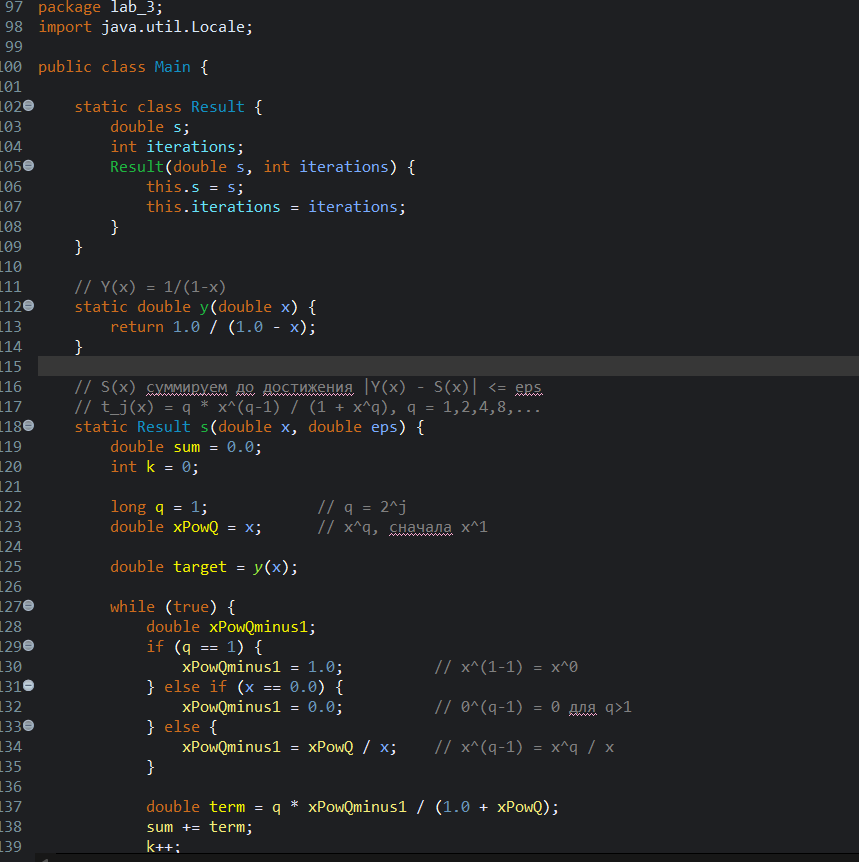 97 package lab_3;
98 import java.util.Locale;
99
100 public class Main {
101
102 static class Result {
103 double s;
104 int iterations;
105 Result(double s, int iterations) {
106 this.s = s;
107 this.iterations = iterations;
108 }
109 }
110
111 // Y(x) = 1/(1-x)
112 static double y(double x) {
113 return 1.0 / (1.0 - x);
114 }
115
116 // S(x) суммируем до достижения |Y(x) - S(x)| <= eps
117 // t_j(x) = q * x^(q-1) / (1 + x^q), q = 1,2,4,8,...
118 static Result s(double x, double eps) {
119 double sum = 0.0;
120 int k = 0;
121
122 long q = 1; // q = 2^j
123 double xPowQ = x; // x^q, сначала x^1
124
125 double target = y(x);
126
127 while (true) {
128 double xPowQminus1;
129 if (q == 1) {
130 xPowQminus1 = 1.0; // x^(1-1) = x^0
131 } else if (x == 0.0) {
132 xPowQminus1 = 0.0; // 0^(q-1) = 0 для q>1
133 } else {
134 xPowQminus1 = xPowQ / x; // x^(q-1) = x^q / x
135 }
136
137 double term = q * xPowQminus1 / (1.0 + xPowQ);
138 sum += term;
139 k++;